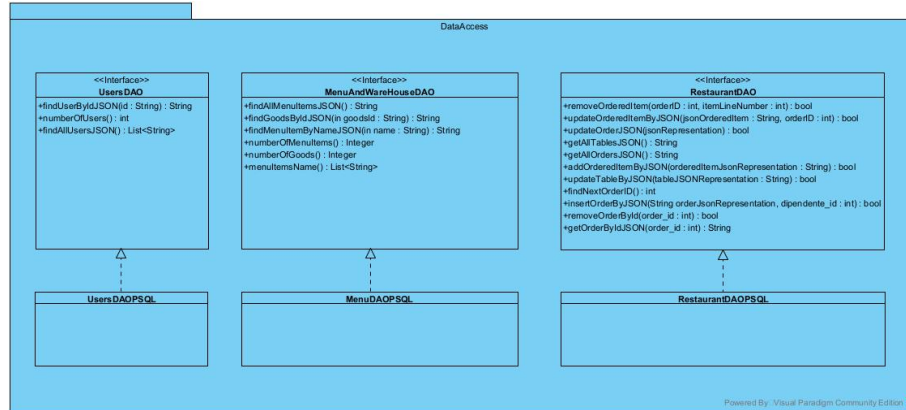 DataAccess
<<Interface>>
UsersDAO
+findUserByIdJSON(id : String) : String
+numberOfUsers() : int
+findAllUsersJSON() : List<String>
<<Interface>>
MenuAndWareHouseDAO
+findAllMenuItemsJSON() : String
+findGoodsByIdJSON(in goodsId : String) : String
+findMenuItemByNameJSON(in name : String) : String
+numberOfMenuItems() : Integer
+numberOfGoods() : Integer
+menuItemsName() : List<String>
<<Interface>>
RestaurantDAO
+removeOrderedItem(orderID : int, itemLineNumber : int) : bool
+updateOrderedItemByJSON(jsonOrderedItem : String, orderID : int) : bool
+updateOrderJSON(jsonRepresentation) : bool
+getAllTablesJSON() : String
+getAllOrdersJSON() : String
+addOrderedItemByJSON(orderedItemJsonRepresentation : String) : bool
+updateTableByJSON(tableJSONRepresentation : String) : bool
+findNextOrderID() : int
+insertOrderByJSON(String orderJsonRepresentation, dipendente_id : int) : bool
+removeOrderById(order_id : int) : bool
+getOrderByIdJSON(order_id : int) : String
UsersDAOPSQL
MenuDAOPSQL
RestaurantDAOPSQL
Powered By Visual Paradigm Community Edition